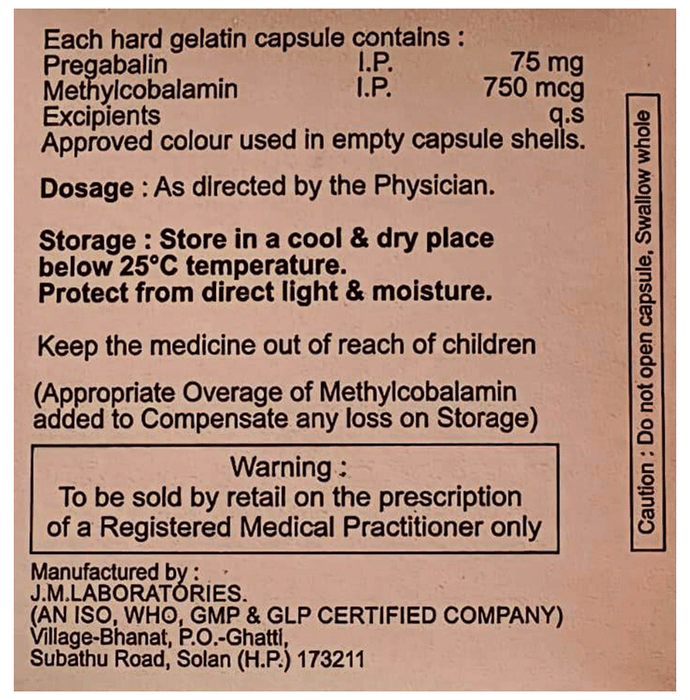 Each hard gelatin capsule contains :
Pregabalin I.P. 75 mg
Methylcobalamin I.P. 750 mcg
Excipients q.s
Approved colour used in empty capsule shells.
Dosage : As directed by the Physician.
Storage : Store in a cool & dry place
below 25°C temperature.
Protect from direct light & moisture.
Keep the medicine out of reach of children
(Appropriate Overage of Methylcobalamin
added to Compensate any loss on Storage)
Warning :
To be sold by retail on the prescription
of a Registered Medical Practitioner only
Manufactured by :
J.M.LABORATORIES.
(AN ISO, WHO, GMP & GLP CERTIFIED COMPANY)
Village-Bhanat, P.O.-Ghatti,
Subathu Road, Solan (H.P.) 173211
Caution : Do not open capsule, Swallow whole